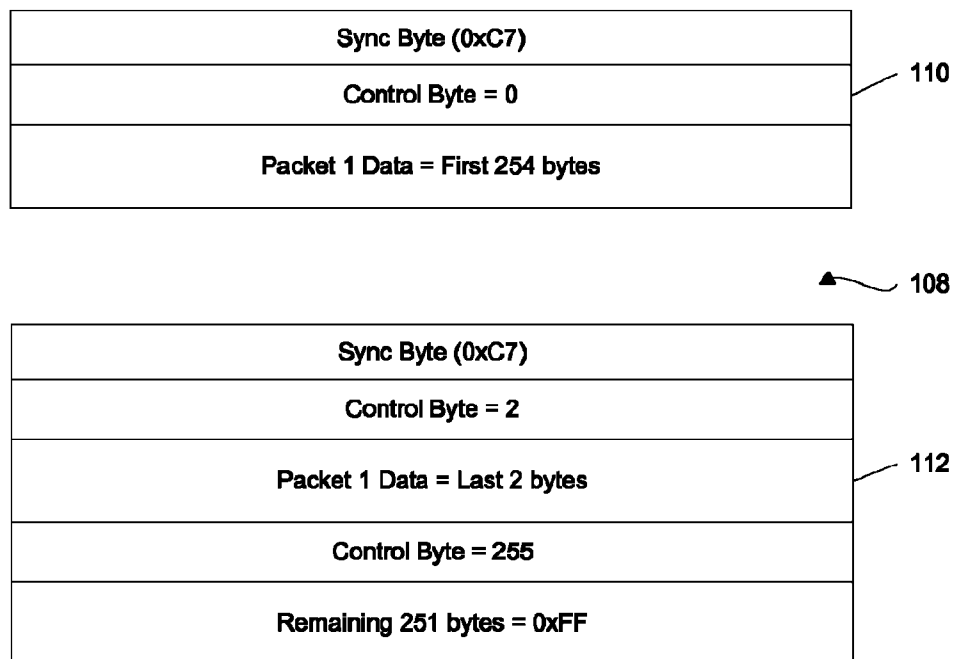 Sync Byte (0xC7)
Control Byte = 0
110
Packet 1 Data = First 254 bytes
108
Sync Byte (0xC7)
Control Byte = 2
Packet 1 Data = Last 2 bytes
112
Control Byte = 255
Remaining 251 bytes = 0xFF